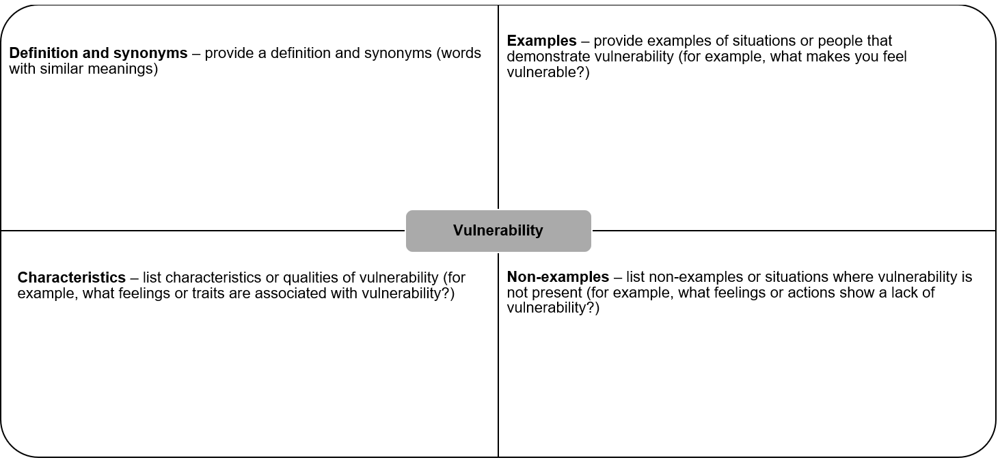 Definition and synonyms – provide a definition and synonyms (words
with similar meanings)
Examples – provide examples of situations or people that
demonstrate vulnerability (for example, what makes you feel
vulnerable?)
Vulnerability
Characteristics – list characteristics or qualities of vulnerability (for
example, what feelings or traits are associated with vulnerability?)
Non-examples – list non-examples or situations where vulnerability is
not present (for example, what feelings or actions show a lack of
vulnerability?)